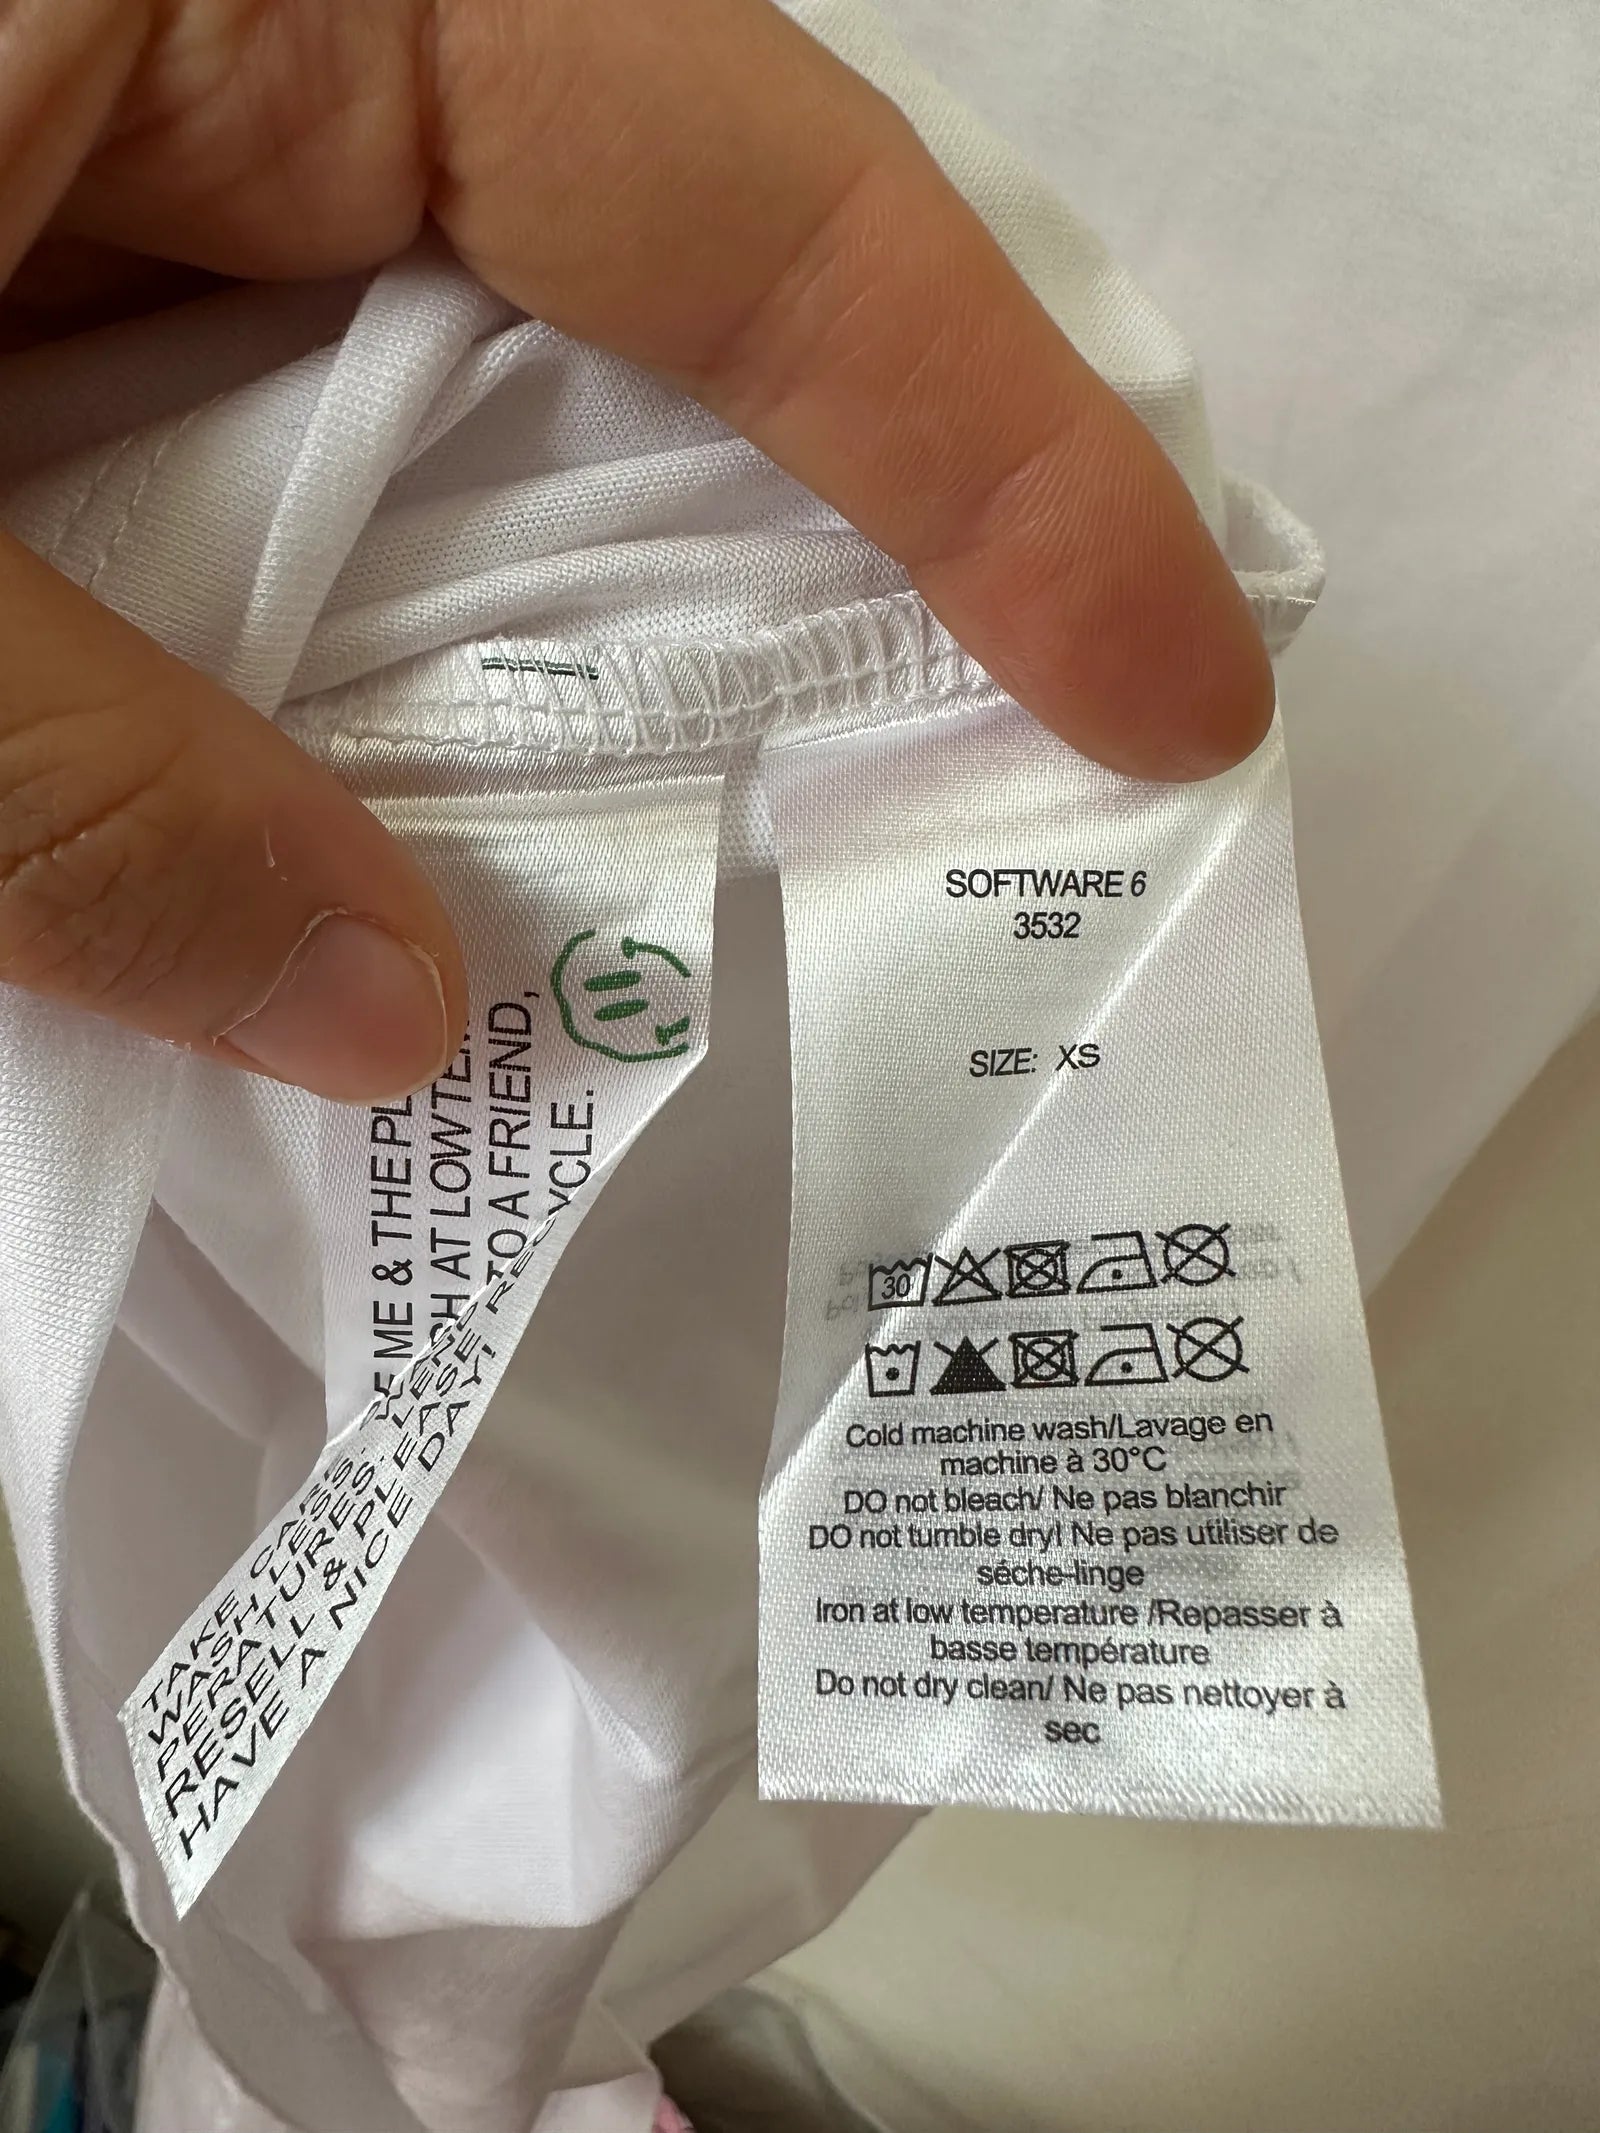 TAKE ME & THE
WASH LESS. WASH AT LOW TEM
PERATURES. LEND TO A FRIEND,
RESELL & PLEASE RECYCLE.
HAVE A NICE DAY!
SOFTWARE 6
3532
SIZE: XS
30
Cold machine wash/Lavage en
machine à 30°C
DO not bleach/ Ne pas blanchir
DO not tumble dry/ Ne pas utiliser de
séche-linge
Iron at low temperature /Repasser à
basse température
Do not dry clean/ Ne pas nettoyer à
sec